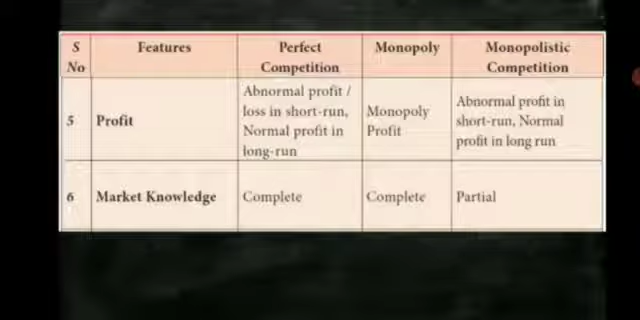 S No Features Perfect Competition Monopoly Monopolistic Competition
5 Profit Abnormal profit / loss in short-run, Normal profit in long-run Monopoly Profit Abnormal profit in short-run, Normal profit in long run
6 Market Knowledge Complete Complete Partial